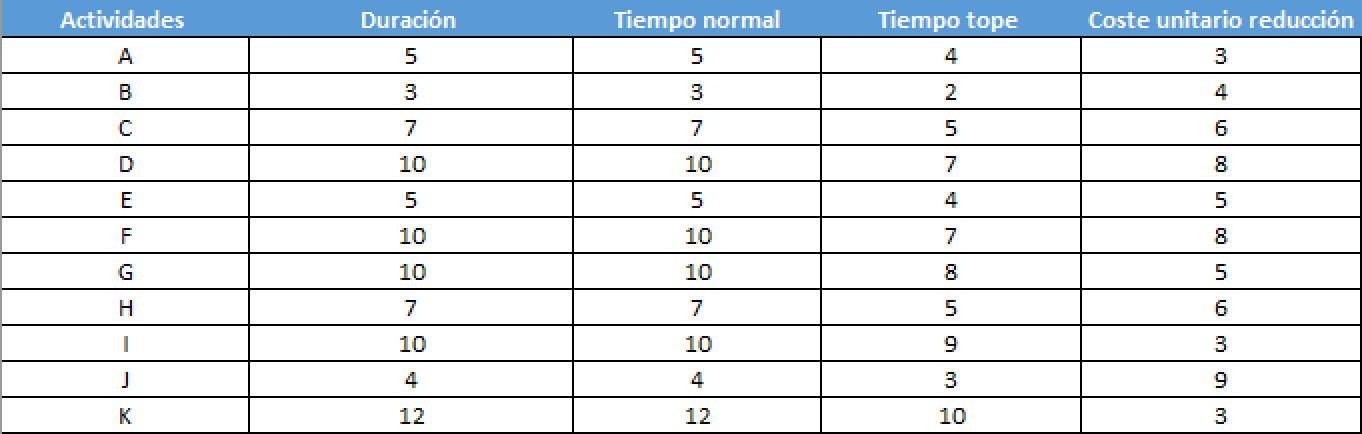 Actividades Duración Tiempo normal Tiempo tope Coste unitario reducción
A 5 5 4 3
B 3 3 2 4
C 7 7 5 6
D 10 10 7 8
E 5 5 4 5
F 10 10 7 8
G 10 10 8 5
H 7 7 5 6
I 10 10 9 3
J 4 4 3 9
K 12 12 10 3